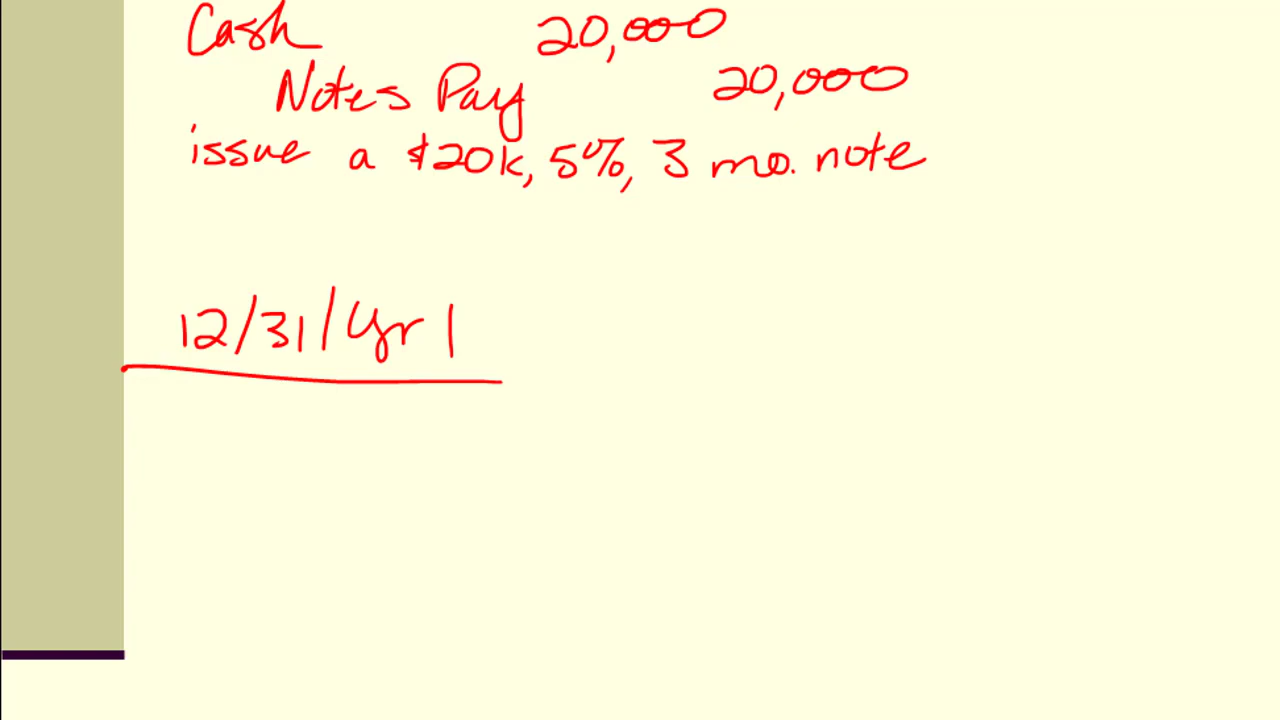 Cash 20,000
Notes Pay 20,000
issue a $20k, 5%, 3 mo. note
12/31/Yr 1